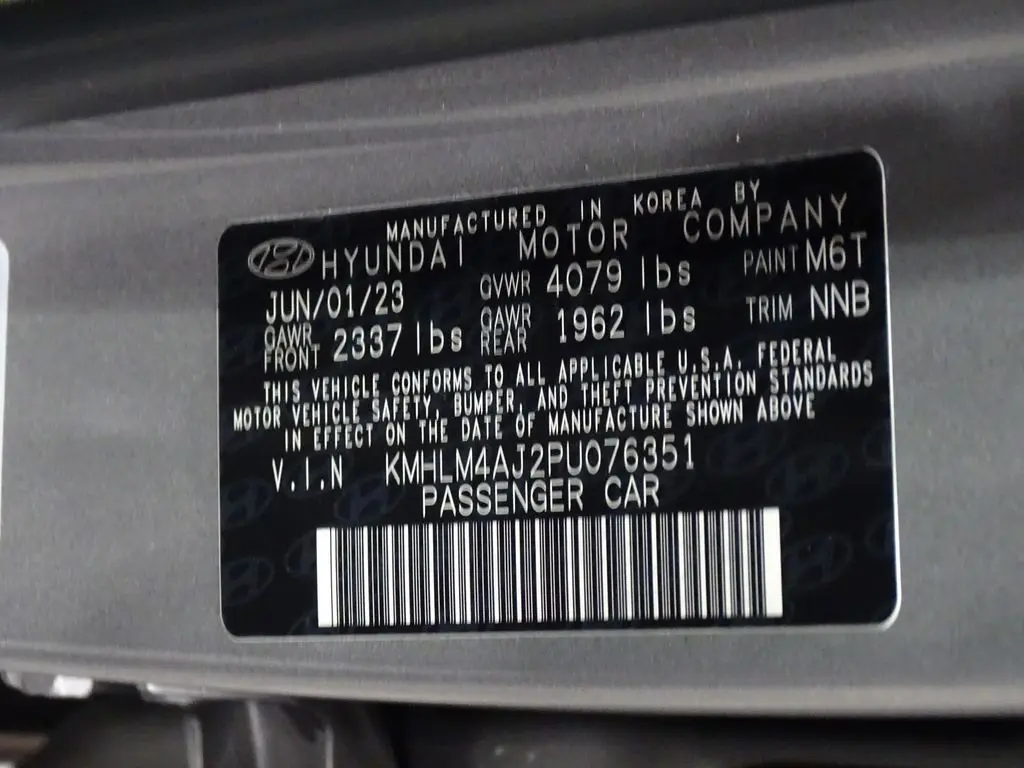 MANUFACTURED IN KOREA BY
HYUNDAI MOTOR COMPANY
JUN/01/23 GVWR 4079 lbs PAINT M6T
GAWR FRONT 2337 lbs GAWR REAR 1962 lbs TRIM NNB
THIS VEHICLE CONFORMS TO ALL APPLICABLE U.S.A. FEDERAL
MOTOR VEHICLE SAFETY, BUMPER, AND THEFT PREVENTION STANDARDS
IN EFFECT ON THE DATE OF MANUFACTURE SHOWN ABOVE
V.I.N KMHLM4AJ2PU076351
PASSENGER CAR